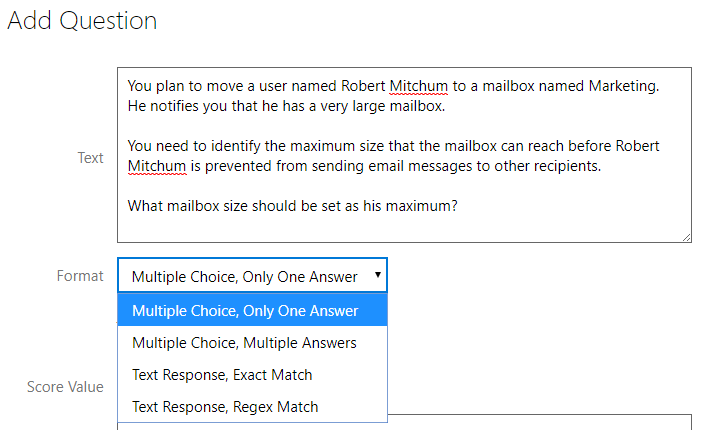 Add Question
Text
You plan to move a user named Robert Mitchum to a mailbox named Marketing.
He notifies you that he has a very large mailbox.
You need to identify the maximum size that the mailbox can reach before Robert
Mitchum is prevented from sending email messages to other recipients.
What mailbox size should be set as his maximum?
Format
Multiple Choice, Only One Answer
Multiple Choice, Only One Answer
Multiple Choice, Multiple Answers
Text Response, Exact Match
Text Response, Regex Match
Score Value